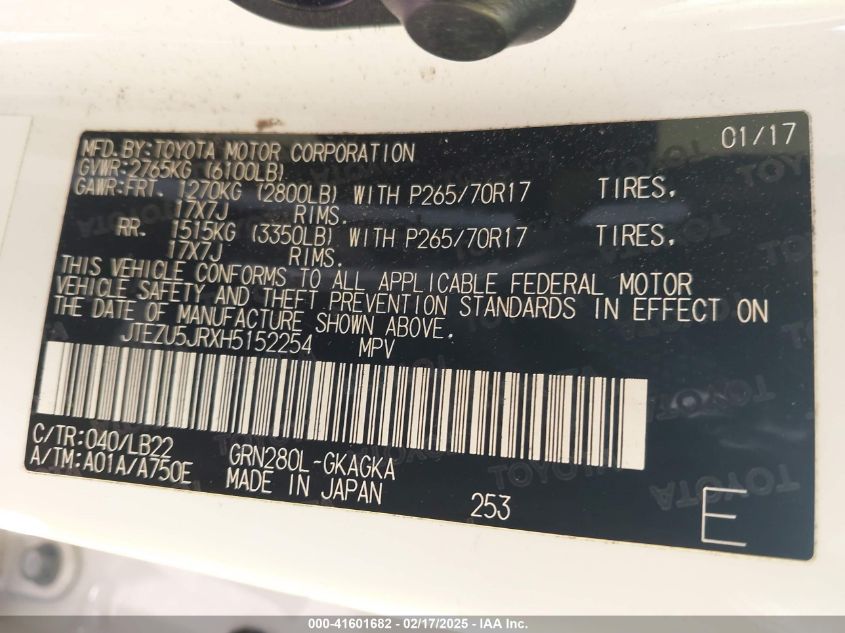 MFD.BY:TOYOTA MOTOR CORPORATION 01/17
GVWR:2765KG (6100LB)
GAWR:FRT. 1270KG (2800LB) WITH P265/70R17 TIRES,
17X7J RIMS.
RR. 1515KG (3350LB) WITH P265/70R17 TIRES,
17X7J RIMS.
THIS VEHICLE CONFORMS TO ALL APPLICABLE FEDERAL MOTOR
VEHICLE SAFETY AND THEFT PREVENTION STANDARDS IN EFFECT ON
THE DATE OF MANUFACTURE SHOWN ABOVE.
JTEZU5JRXH5152254 MPV
C/TR:040/LB22 GRN280L-GKAGKA
A/TM:A01A/A750E MADE IN JAPAN 253 E
TOYOTA
000-41601682 - 02/17/2025 - IAA Inc.